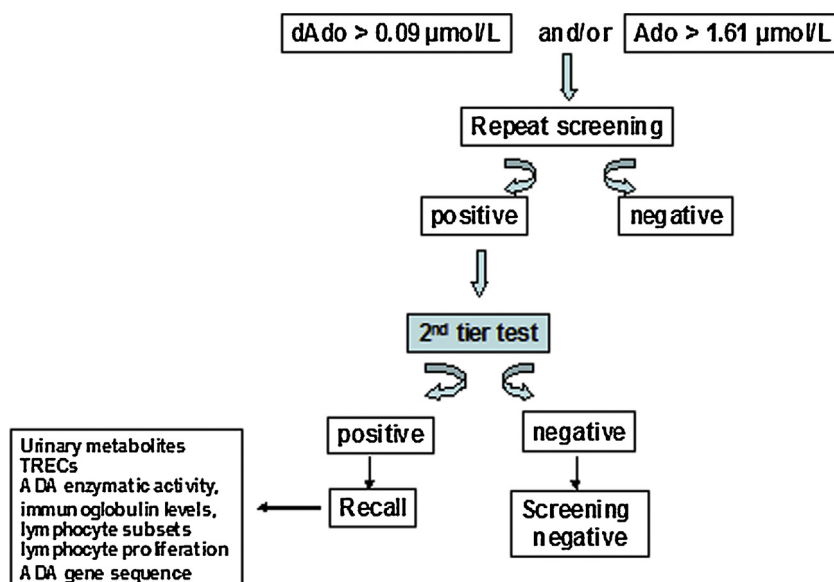 dAdo > 0.09 µmol/L and/or Ado > 1.61 µmol/L
Repeat screening
positive negative
2nd tier test
positive negative
Urinary metabolites
TRECs
ADA enzymatic activity,
immunoglobulin levels,
lymphocyte subsets
lymphocyte proliferation
ADA gene sequence
Recall
Screening
negative